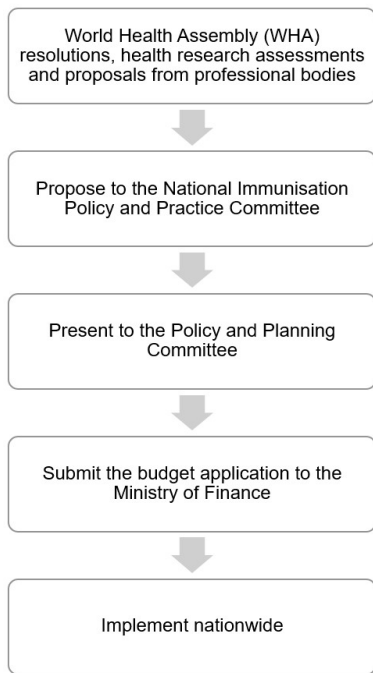 World Health Assembly (WHA)
resolutions, health research assessments
and proposals from professional bodies
Propose to the National Immunisation
Policy and Practice Committee
Present to the Policy and Planning
Committee
Submit the budget application to the
Ministry of Finance
Implement nationwide